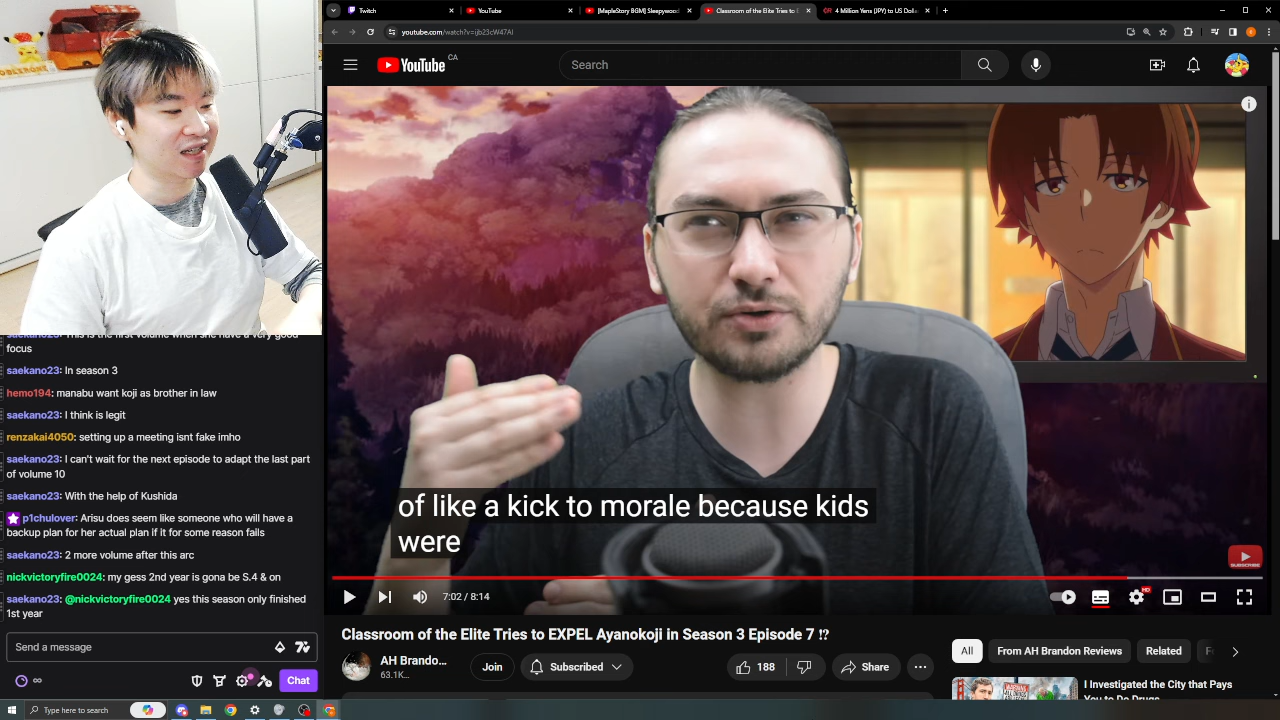 Twitch
YouTube
[MapleStory BGM] Sleepywood
Classroom of the Elite Tries to E
4 Million Yens (JPY) to US Dolla
youtube.com/watch?v=ijb23cW47AI
YouTube
CA
Search
of like a kick to morale because kids
were
SUBSCRIBE
7:02 / 8:14
HD
Classroom of the Elite Tries to EXPEL Ayanokoji in Season 3 Episode 7 !?
AH Brando...
63.1K...
Join
Subscribed
188
Share
All
From AH Brandon Reviews
Related
I Investigated the City that Pays
You to Do Drugs
saekano23: This is the first volume when she have a very good
focus
saekano23: In season 3
hemo194: manabu want koji as brother in law
saekano23: I think is legit
renzakai4050: setting up a meeting isnt fake imho
saekano23: I can't wait for the next episode to adapt the last part
of volume 10
saekano23: With the help of Kushida
p1chulover: Arisu does seem like someone who will have a
backup plan for her actual plan if it for some reason fails
saekano23: 2 more volume after this arc
nickvictoryfire0024: my gess 2nd year is gona be S.4 & on
saekano23: @nickvictoryfire0024 yes this season only finished
1st year
Send a message
∞
Chat
Type here to search